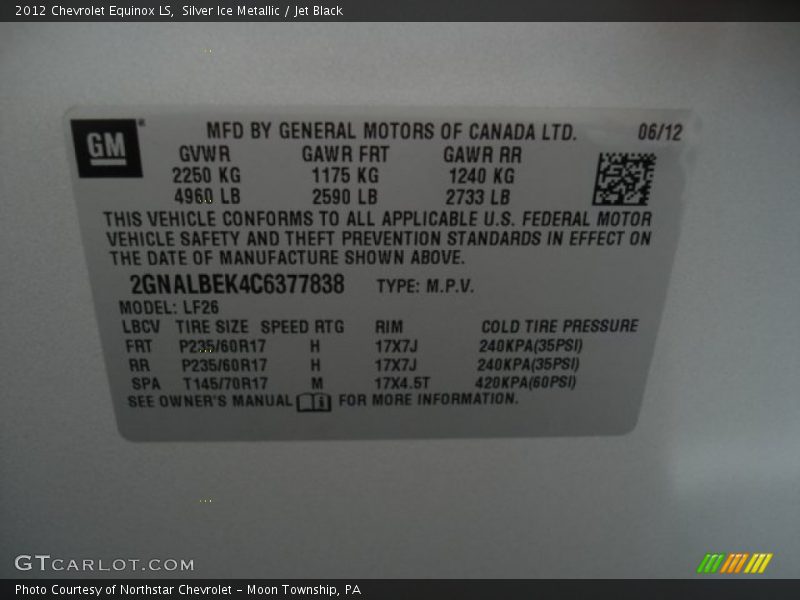 2012 Chevrolet Equinox LS, Silver Ice Metallic / Jet Black
GM MFD BY GENERAL MOTORS OF CANADA LTD. 06/12
GVWR GAWR FRT GAWR RR
2250 KG 1175 KG 1240 KG
4960 LB 2590 LB 2733 LB
THIS VEHICLE CONFORMS TO ALL APPLICABLE U.S. FEDERAL MOTOR
VEHICLE SAFETY AND THEFT PREVENTION STANDARDS IN EFFECT ON
THE DATE OF MANUFACTURE SHOWN ABOVE.
2GNALBEK4C6377838 TYPE: M.P.V.
MODEL: LF26
LBCV TIRE SIZE SPEED RTG RIM COLD TIRE PRESSURE
FRT P235/60R17 H 17X7J 240KPA(35PSI)
RR P235/60R17 H 17X7J 240KPA(35PSI)
SPA T145/70R17 M 17X4.5T 420KPA(60PSI)
SEE OWNER'S MANUAL FOR MORE INFORMATION.
GTCARLOT.COM
Photo Courtesy of Northstar Chevrolet - Moon Township, PA